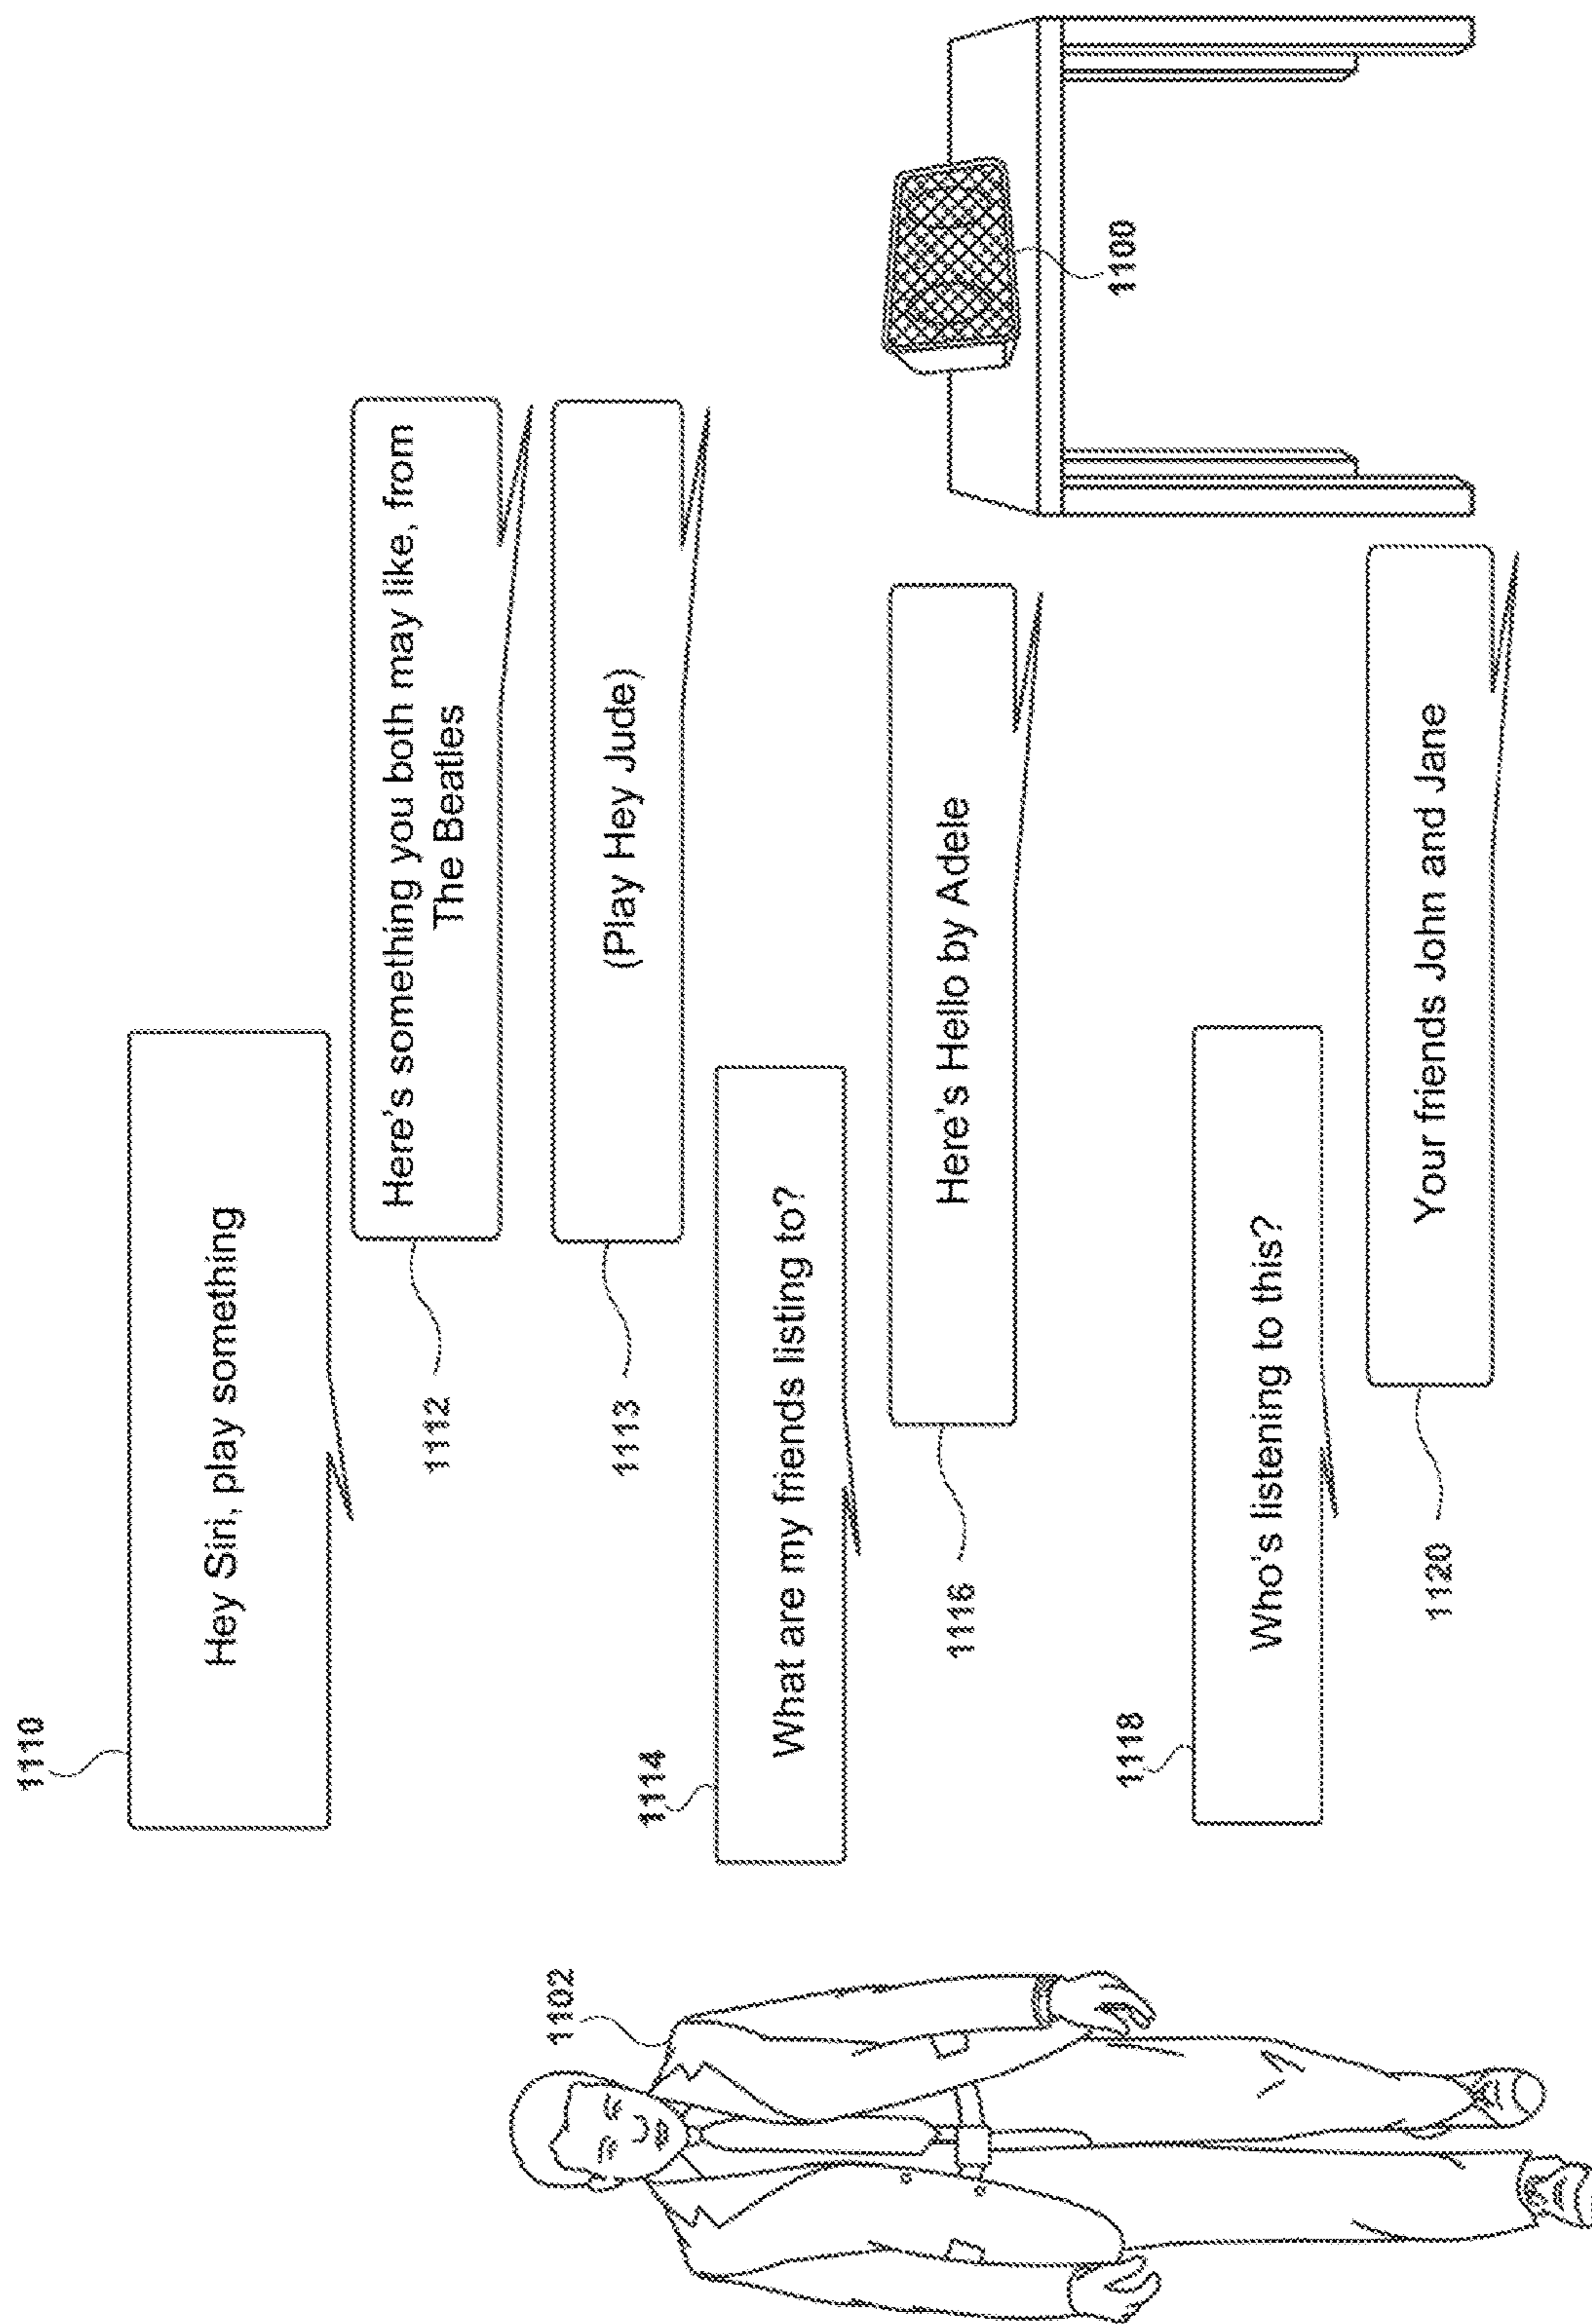 1110
Hey Siri, play something
1112
Here's something you both may like, from
The Beatles
1113
(Play Hey Jude)
1114
What are my friends listing to?
1116
Here's Hello by Adele
1118
Who's listening to this?
1120
Your friends John and Jane
1102
1100